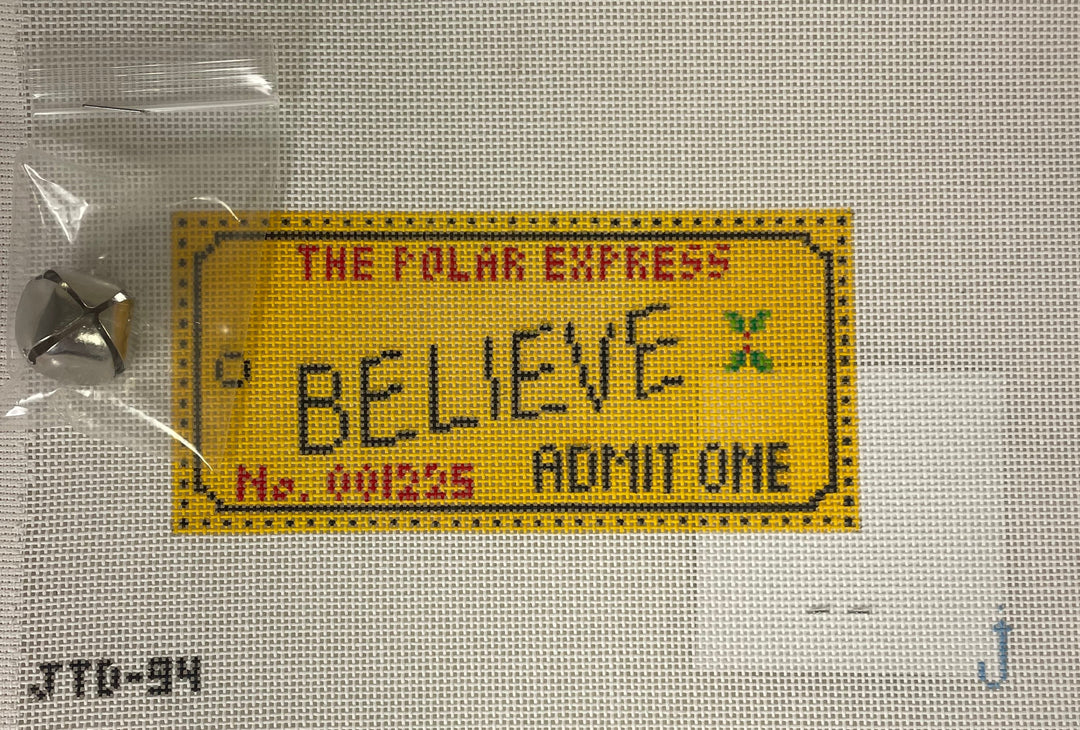 THE POLAR EXPRESS
BELIEVE
No. 001225
ADMIT ONE
JTD-94
j